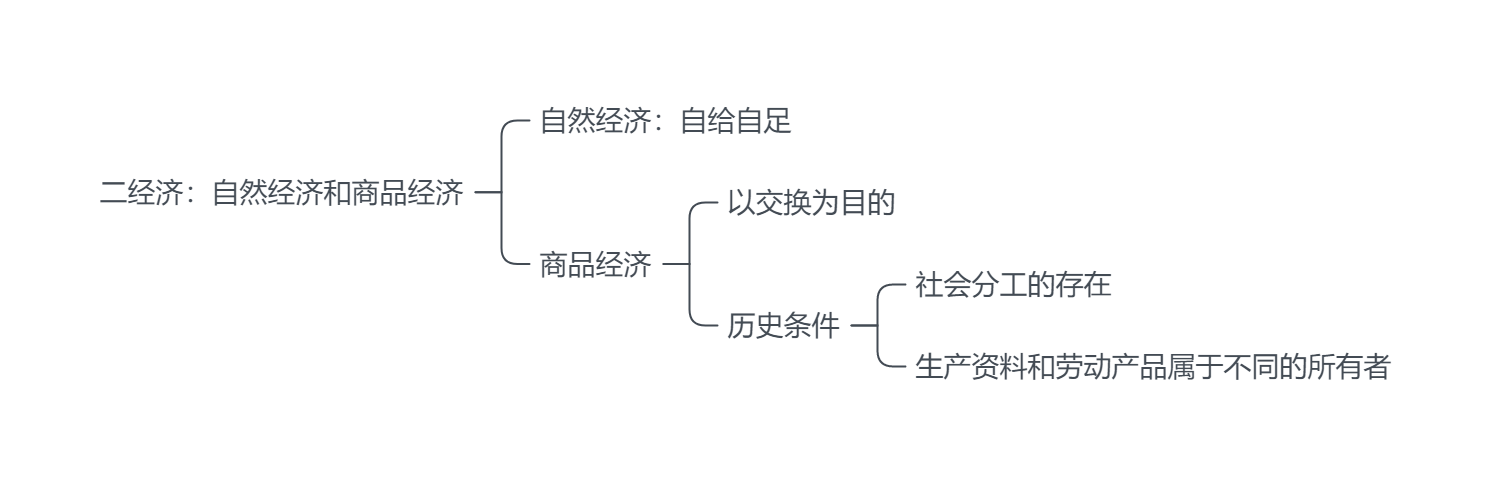 二经济：自然经济和商品经济
自然经济：自给自足
商品经济
以交换为目的
历史条件
社会分工的存在
生产资料和劳动产品属于不同的所有者